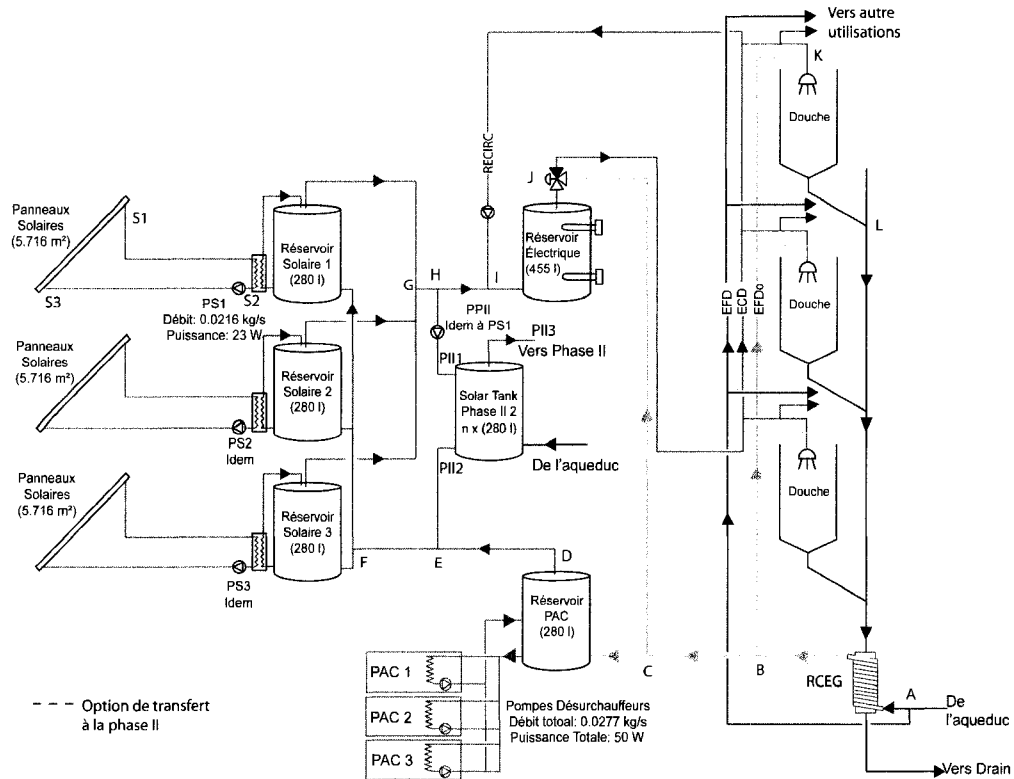 Vers autre
utilisations
K
Douche
RECIRC
J
Panneaux
Solaires
(5.716 m²)
S1
S3
Réservoir
Solaire 1
(280 l)
PS1
S2
Débit: 0.0216 kg/s
Puissance: 23 W
G
H
I
Réservoir
Électrique
(455 l)
PPII
Idem à PS1
PII3
Vers Phase II
PII1
L
EFD
ECD
EFDo
Douche
Panneaux
Solaires
(5.716 m²)
Réservoir
Solaire 2
(280 l)
PS2
Idem
Solar Tank
Phase II 2
n x (280 l)
PII2
De l'aqueduc
Douche
Panneaux
Solaires
(5.716 m²)
Réservoir
Solaire 3
(280 l)
PS3
Idem
F
E
D
Réservoir
PAC
(280 l)
C
B
RCEG
A
De
l'aqueduc
PAC 1
PAC 2
PAC 3
Pompes Désurchauffeurs
Débit totoal: 0.0277 kg/s
Puissance Totale: 50 W
Option de transfert
à la phase II
Vers Drain